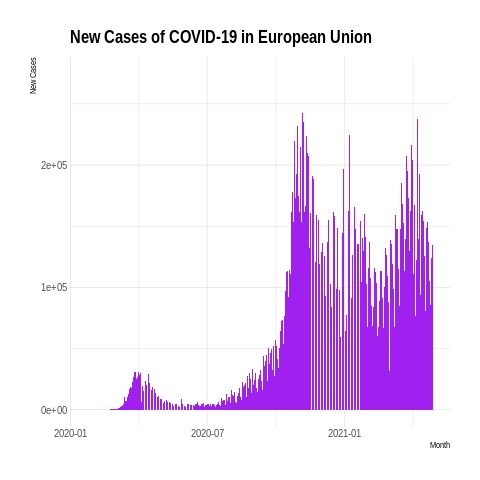 New Cases of COVID-19 in European Union
New Cases
2e+05
1e+05
0e+00
2020-01 2020-07 2021-01
Month